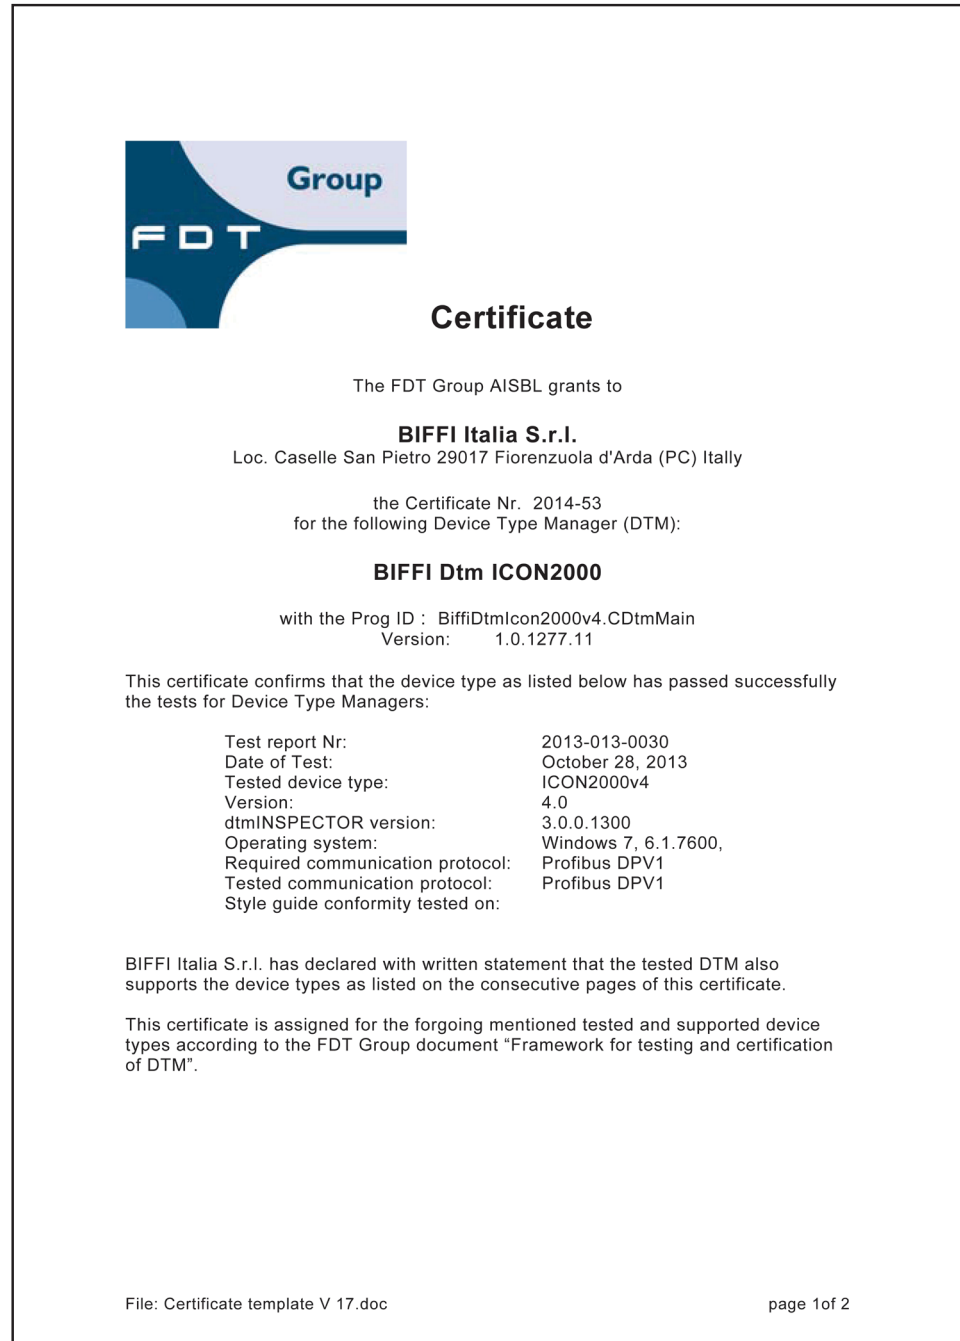 Group
FDT
Certificate
The FDT Group AISBL grants to
BIFFI Italia S.r.l.
Loc. Caselle San Pietro 29017 Fiorenzuola d'Arda (PC) Itally
the Certificate Nr. 2014-53
for the following Device Type Manager (DTM):
BIFFI Dtm ICON2000
with the Prog ID : BiffiDtmIcon2000v4.CDtmMain
Version: 1.0.1277.11
This certificate confirms that the device type as listed below has passed successfully
the tests for Device Type Managers:
Test report Nr: 2013-013-0030
Date of Test: October 28, 2013
Tested device type: ICON2000v4
Version: 4.0
dtmINSPECTOR version: 3.0.0.1300
Operating system: Windows 7, 6.1.7600,
Required communication protocol: Profibus DPV1
Tested communication protocol: Profibus DPV1
Style guide conformity tested on:
BIFFI Italia S.r.l. has declared with written statement that the tested DTM also
supports the device types as listed on the consecutive pages of this certificate.
This certificate is assigned for the forgoing mentioned tested and supported device
types according to the FDT Group document “Framework for testing and certification
of DTM”.
File: Certificate template V 17.doc page 1of 2